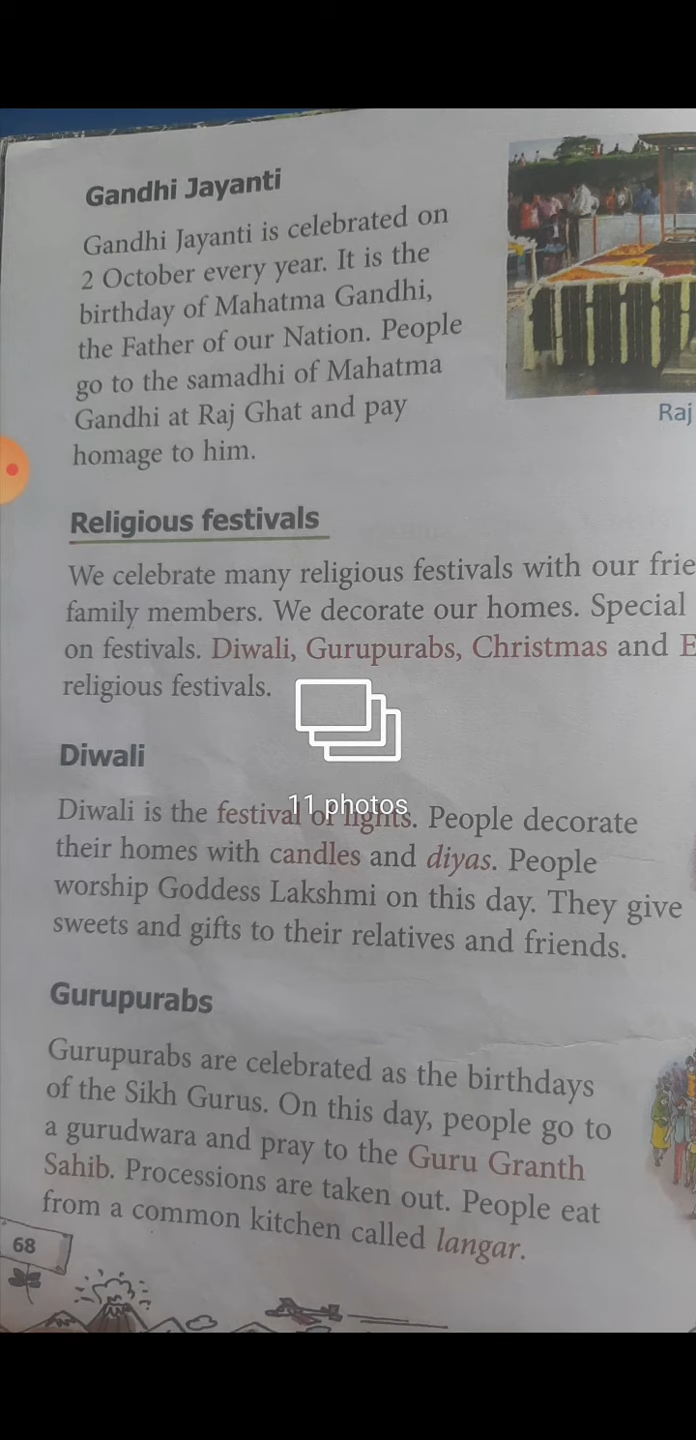 Gandhi Jayanti
Gandhi Jayanti is celebrated on
2 October every year. It is the
birthday of Mahatma Gandhi,
the Father of our Nation. People
go to the samadhi of Mahatma
Gandhi at Raj Ghat and pay
homage to him.
Raj
Religious festivals
We celebrate many religious festivals with our frie
family members. We decorate our homes. Special
on festivals. Diwali, Gurupurabs, Christmas and E
religious festivals.
Diwali
11 photos
Diwali is the festival of lights. People decorate
their homes with candles and diyas. People
worship Goddess Lakshmi on this day. They give
sweets and gifts to their relatives and friends.
Gurupurabs
Gurupurabs are celebrated as the birthdays
of the Sikh Gurus. On this day, people go to
a gurudwara and pray to the Guru Granth
Sahib. Processions are taken out. People eat
from a common kitchen called langar.
68